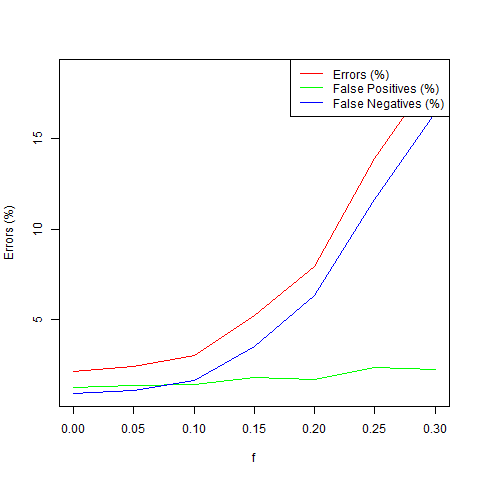 Errors (%)
False Positives (%)
False Negatives (%)
Errors (%)
15
10
5
0.00 0.05 0.10 0.15 0.20 0.25 0.30
f